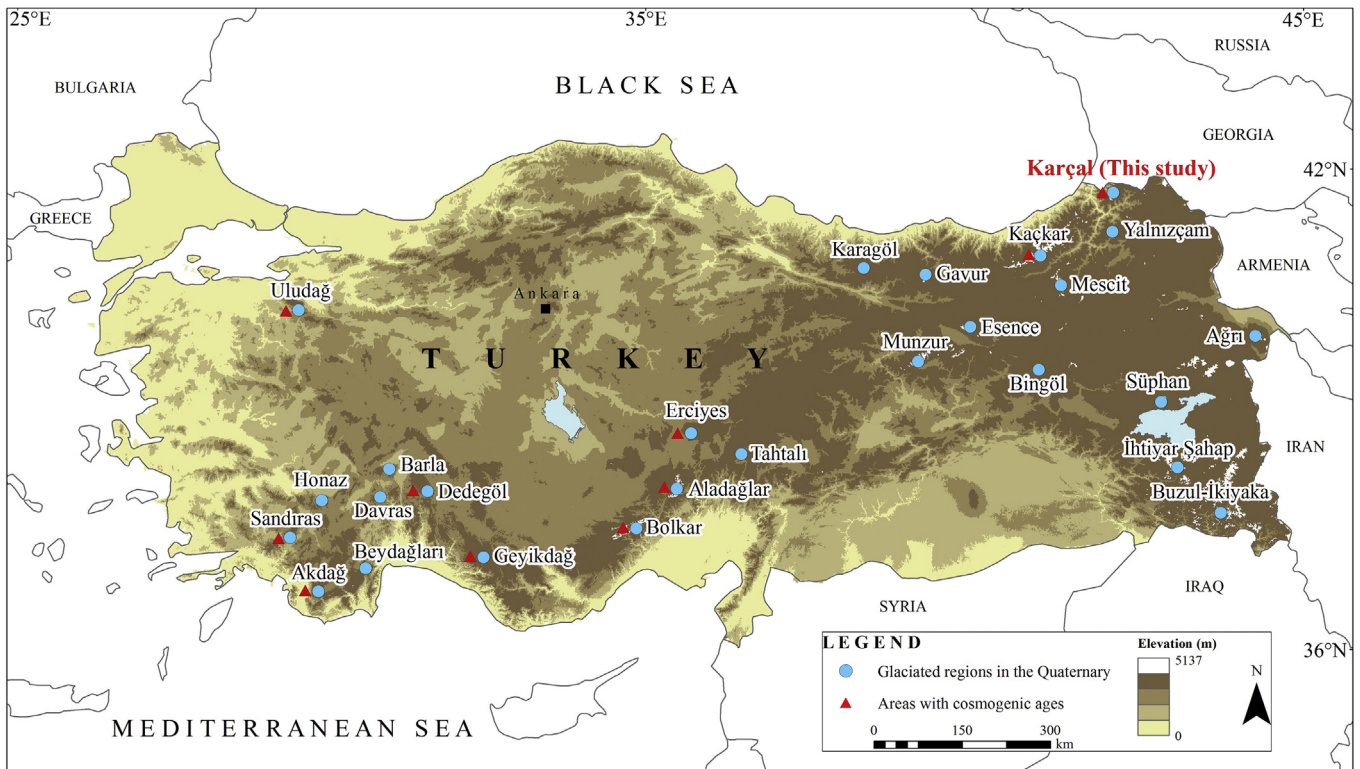 25°E
35°E
45°E
RUSSIA
BULGARIA
BLACK SEA
GEORGIA
Karçal (This study)
42°N
GREECE
Yalnızçam
Kaçkar
Karagöl
Gavur
ARMENIA
Mescit
Uludağ
Ankara
Esence
Ağrı
Munzur
TURKEY
Bingöl
Süphan
Erciyes
Tahtalı
İhtiyar Şahap
IRAN
Barla
Honaz
Dedegöl
Aladağlar
Buzul-İkiyaka
Davras
Sandıras
Bolkar
Beydağları
Geyikdağ
Akdağ
IRAQ
SYRIA
36°N
MEDITERRANEAN SEA
LEGEND
Glaciated regions in the Quaternary
Areas with cosmogenic ages
0 150 300
km
Elevation (m)
5137
0
N